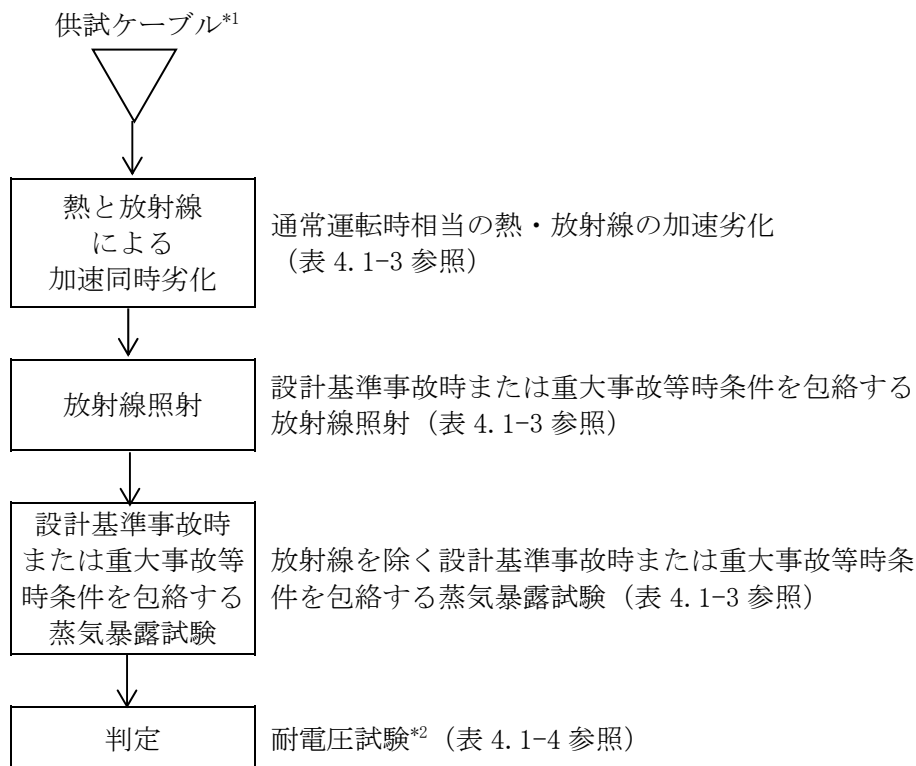 供試ケーブル*1
熱と放射線
による
加速同時劣化
通常運転時相当の熱・放射線の加速劣化
(表 4.1-3 参照)
放射線照射
設計基準事故時または重大事故等時条件を包絡する
放射線照射(表 4.1-3 参照)
設計基準事故時
または重大事故等
時条件を包絡する
蒸気暴露試験
放射線を除く設計基準事故時または重大事故等時条
件を包絡する蒸気暴露試験(表 4.1-3 参照)
判定
耐電圧試験*2(表 4.1-4 参照)